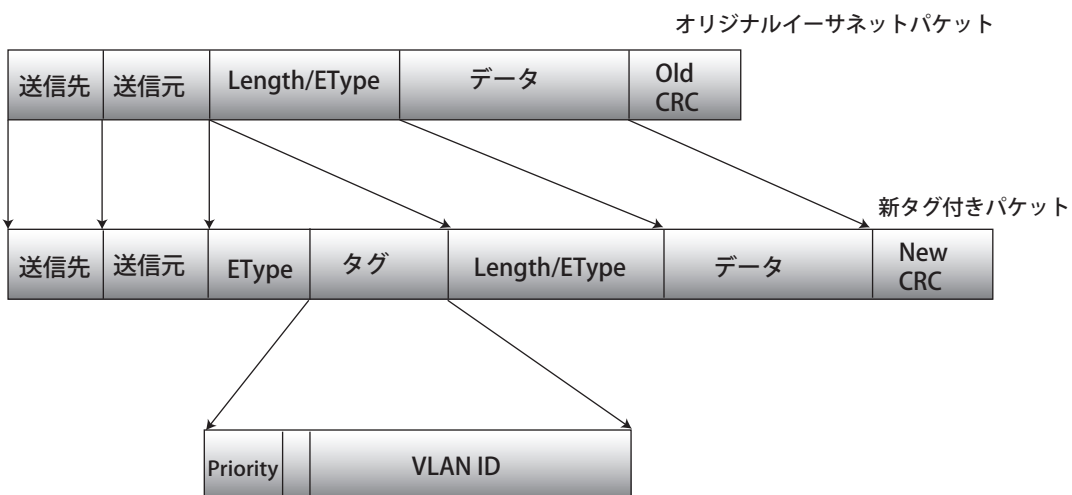 オリジナルイーサネットパケット
送信先 送信元 Length/EType データ Old CRC
新タグ付きパケット
送信先 送信元 EType タグ Length/EType データ New CRC
Priority VLAN ID